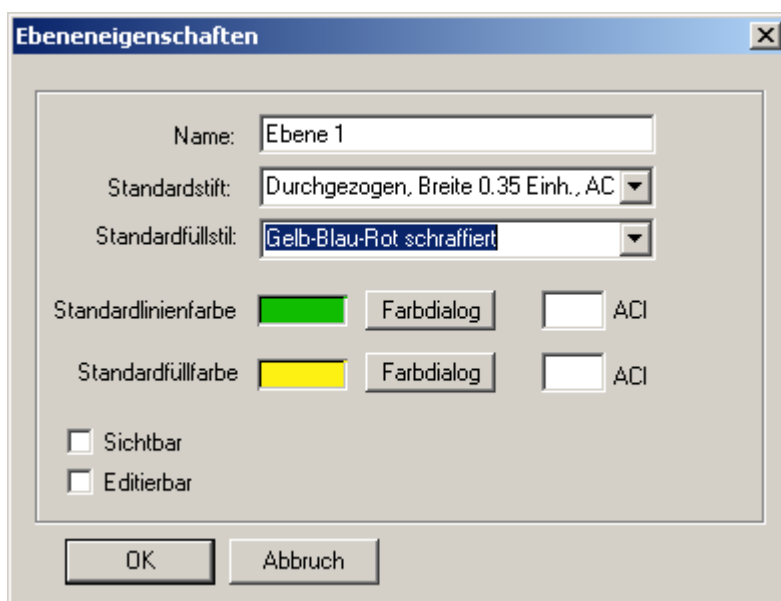 Ebeneneigenschaften
Name: Ebene 1
Standardstift: Durchgezogen, Breite 0.35 Einh., AC
Standardfüllstil: Gelb-Blau-Rot schraffiert
Standardlinienfarbe Farbdialog ACI
Standardfüllfarbe Farbdialog ACI
Sichtbar
Editierbar
OK Abbruch